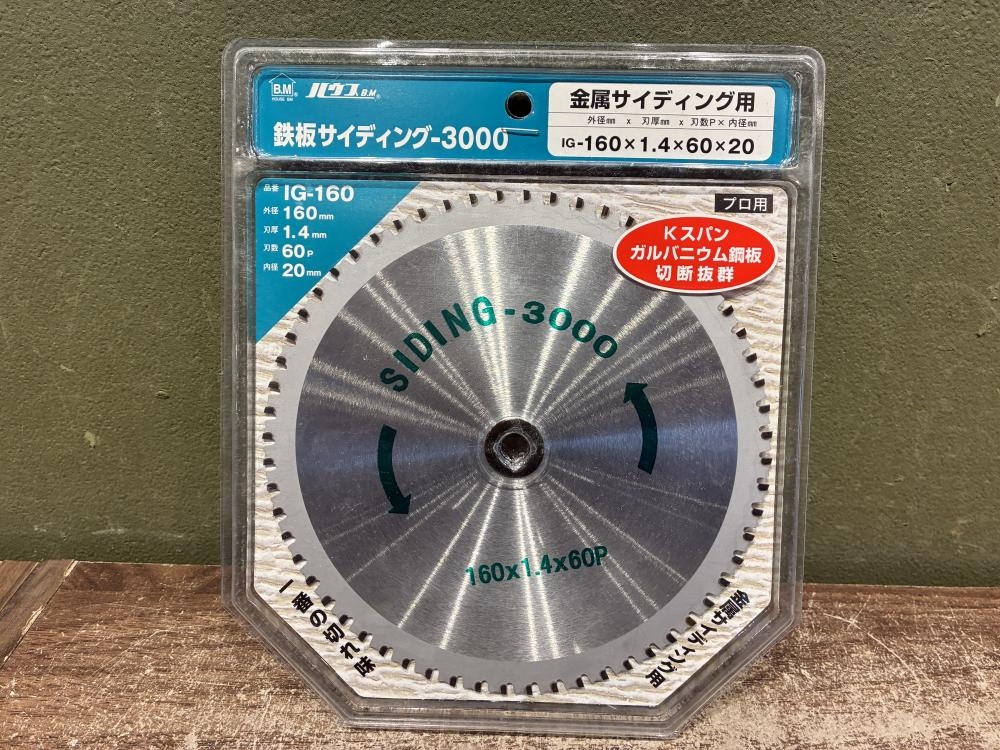 B.M
HOUSE BM
ハウスB.M
鉄板サイディング-3000
金属サイディング用
外径mm x 刃厚mm x 刃数P× 内径mm
IG-160×1.4×60×20
品番 IG-160
外径 160mm
刃厚 1.4mm
刃数 60P
内径 20mm
プロ用
Kスパン
ガルバニウム鋼板
切断抜群
SIDING-3000
160x1.4x60P
一番の切れ樹
金属サイディング用